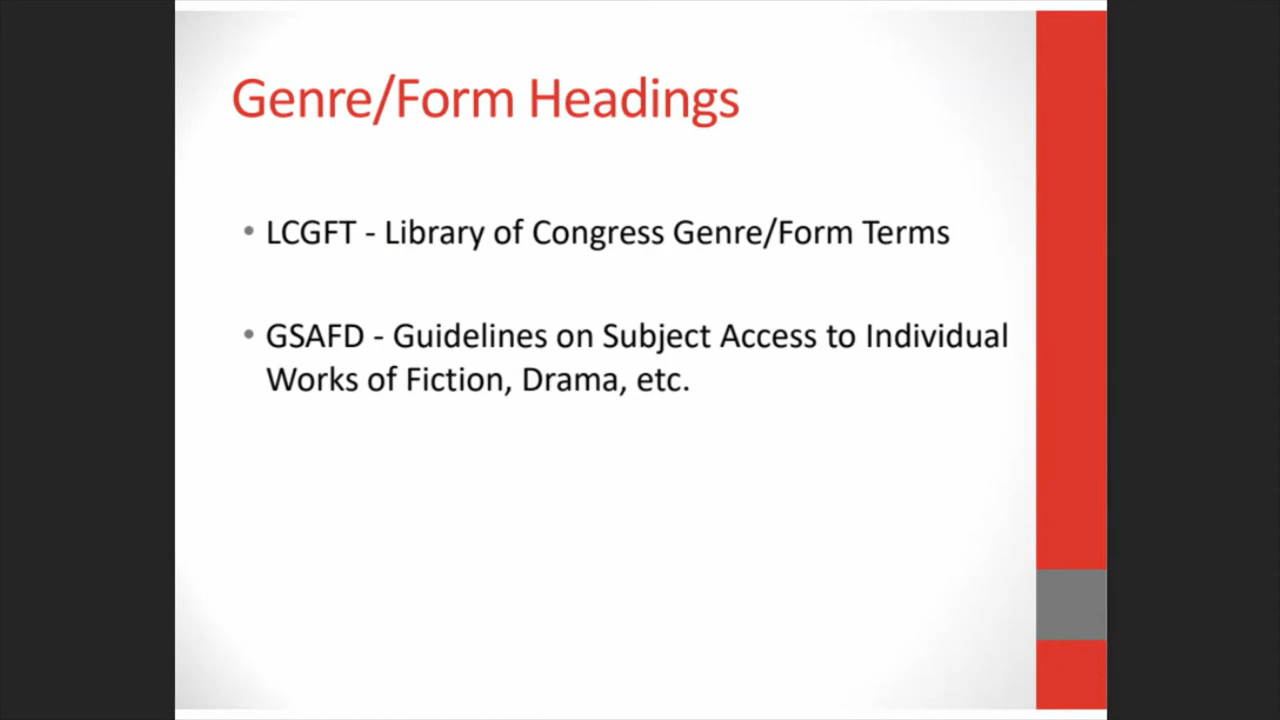 Genre/Form Headings
• LCGFT - Library of Congress Genre/Form Terms
• GSAFD - Guidelines on Subject Access to Individual
Works of Fiction, Drama, etc.